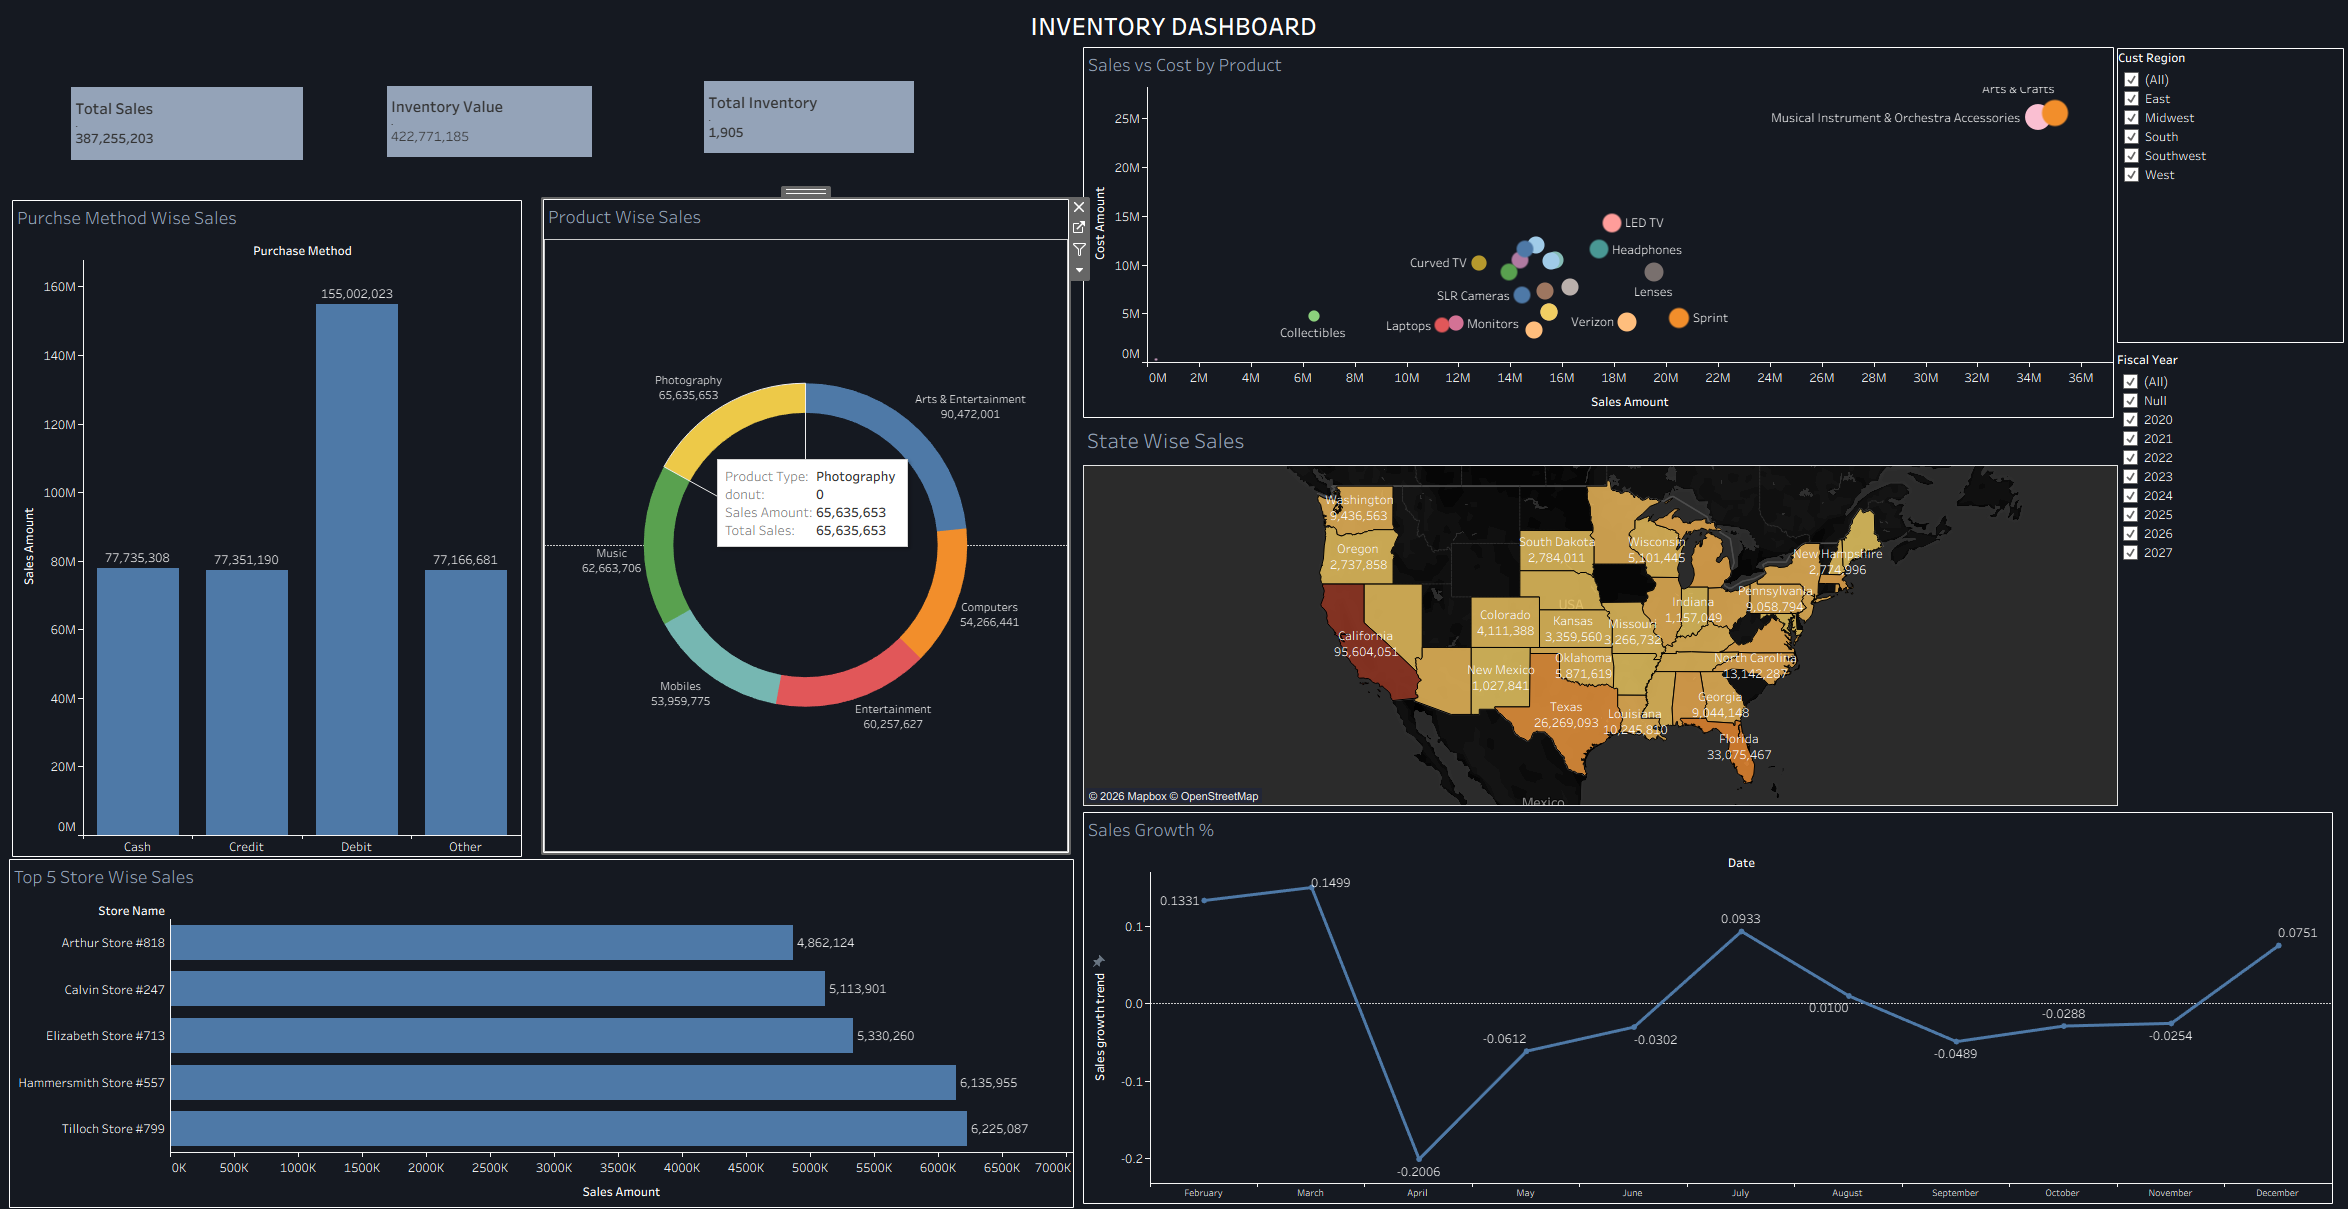 INVENTORY DASHBOARD
Total Sales
387,255,203
Inventory Value
422,771,185
Total Inventory
1,905
Purchse Method Wise Sales
Purchase Method
Sales Amount
160M
140M
120M
100M
80M
60M
40M
20M
0M
77,735,308
77,351,190
155,002,023
77,166,681
Cash
Credit
Debit
Other
Product Wise Sales
Photography
65,635,653
Arts & Entertainment
90,472,001
Music
62,663,706
Computers
54,266,441
Mobiles
53,959,775
Entertainment
60,257,627
Product Type: Photography
donut: 0
Sales Amount: 65,635,653
Total Sales: 65,635,653
Top 5 Store Wise Sales
Store Name
Arthur Store #818
4,862,124
Calvin Store #247
5,113,901
Elizabeth Store #713
5,330,260
Hammersmith Store #557
6,135,955
Tilloch Store #799
6,225,087
0K
500K
1000K
1500K
2000K
2500K
3000K
3500K
4000K
4500K
5000K
5500K
6000K
6500K
7000K
Sales Amount
Sales vs Cost by Product
Cost Amount
25M
20M
15M
10M
5M
0M
Arts & Crafts
Musical Instrument & Orchestra Accessories
LED TV
Headphones
Curved TV
Lenses
SLR Cameras
Collectibles
Laptops
Monitors
Verizon
Sprint
0M
2M
4M
6M
8M
10M
12M
14M
16M
18M
20M
22M
24M
26M
28M
30M
32M
34M
36M
Sales Amount
Cust Region
(All)
East
Midwest
South
Southwest
West
Fiscal Year
(All)
Null
2020
2021
2022
2023
2024
2025
2026
2027
State Wise Sales
Washington
9,436,563
Oregon
2,737,858
California
95,604,051
South Dakota
2,784,011
Wisconsin
5,101,445
New Hampshire
2,774,996
Pennsylvania
9,058,794
USA
Indiana
1,157,049
Colorado
4,111,388
Kansas
3,359,560
Missouri
3,266,732
New Mexico
1,027,841
Oklahoma
5,871,619
North Carolina
13,142,287
Georgia
9,044,148
Texas
26,269,093
Louisiana
10,245,810
Florida
33,075,467
Mexico
© 2026 Mapbox © OpenStreetMap
Sales Growth %
Date
Sales growth trend
0.1
0.0
-0.1
-0.2
0.1331
0.1499
-0.2006
-0.0612
-0.0302
0.0933
0.0100
-0.0489
-0.0288
-0.0254
0.0751
February
March
April
May
June
July
August
September
October
November
December